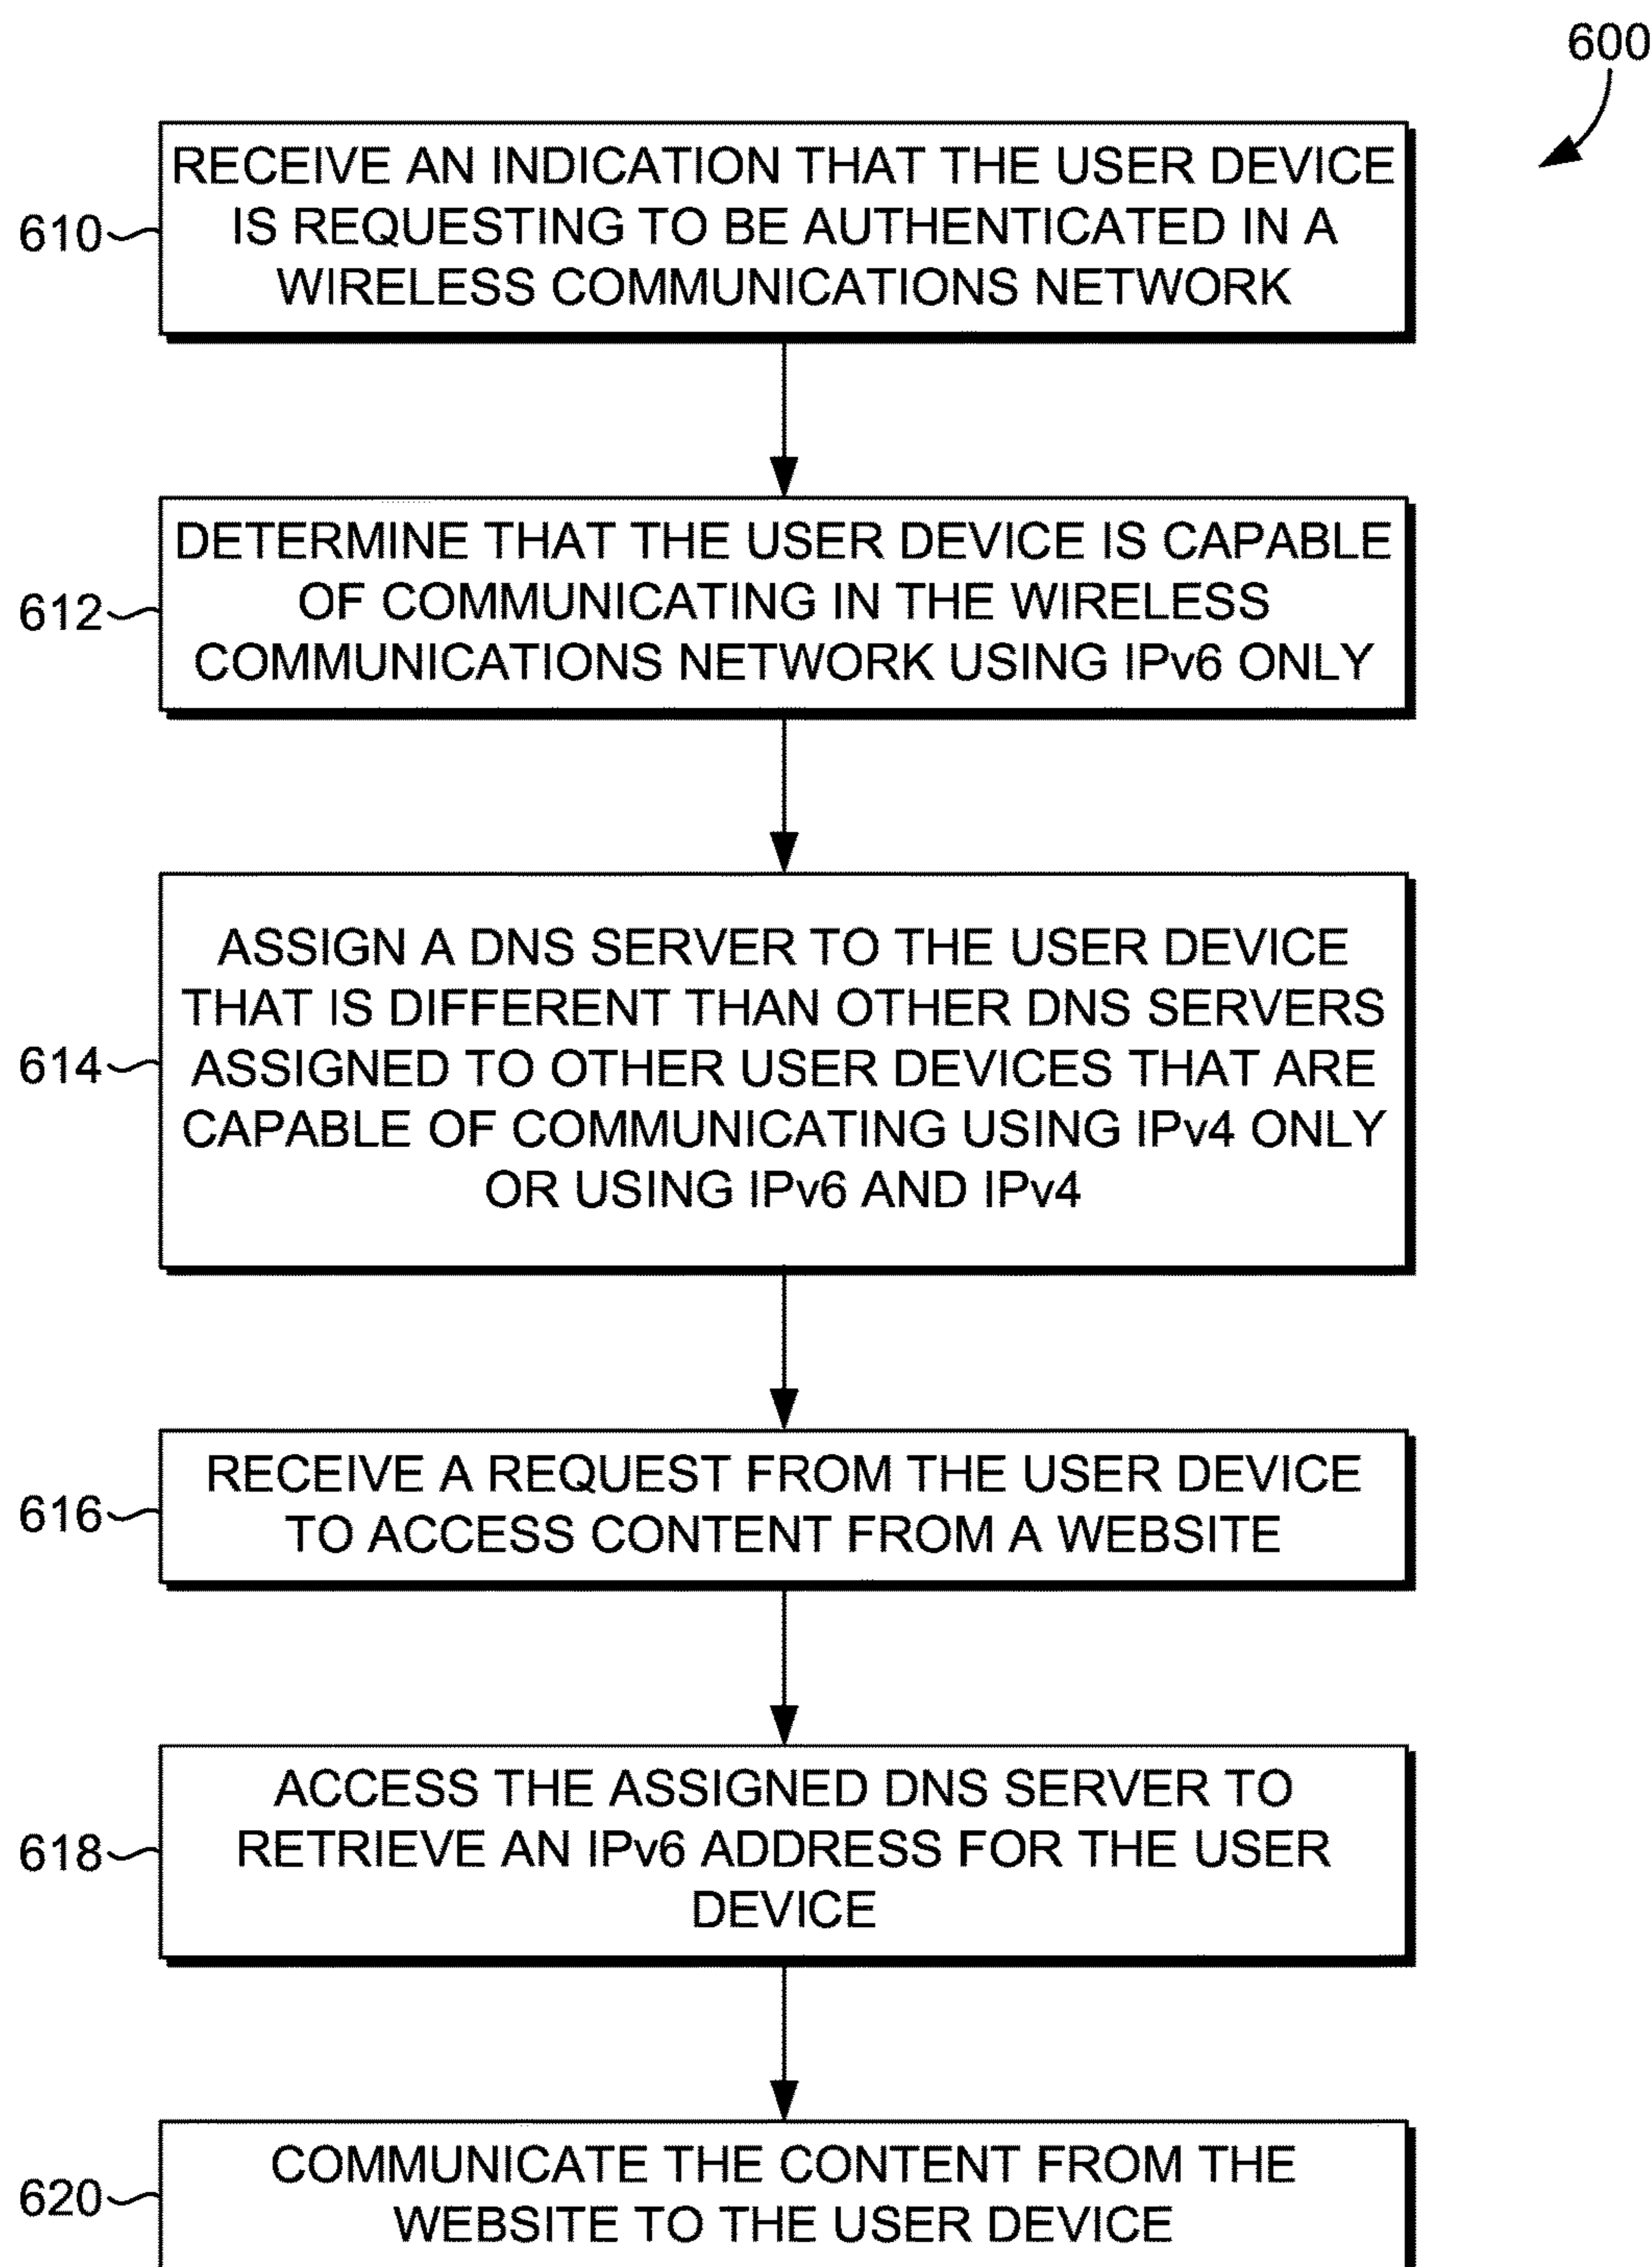 600
RECEIVE AN INDICATION THAT THE USER DEVICE
IS REQUESTING TO BE AUTHENTICATED IN A
WIRELESS COMMUNICATIONS NETWORK
610
DETERMINE THAT THE USER DEVICE IS CAPABLE
OF COMMUNICATING IN THE WIRELESS
COMMUNICATIONS NETWORK USING IPv6 ONLY
612
ASSIGN A DNS SERVER TO THE USER DEVICE
THAT IS DIFFERENT THAN OTHER DNS SERVERS
ASSIGNED TO OTHER USER DEVICES THAT ARE
CAPABLE OF COMMUNICATING USING IPv4 ONLY
OR USING IPv6 AND IPv4
614
RECEIVE A REQUEST FROM THE USER DEVICE
TO ACCESS CONTENT FROM A WEBSITE
616
ACCESS THE ASSIGNED DNS SERVER TO
RETRIEVE AN IPv6 ADDRESS FOR THE USER
DEVICE
618
COMMUNICATE THE CONTENT FROM THE
WEBSITE TO THE USER DEVICE
620